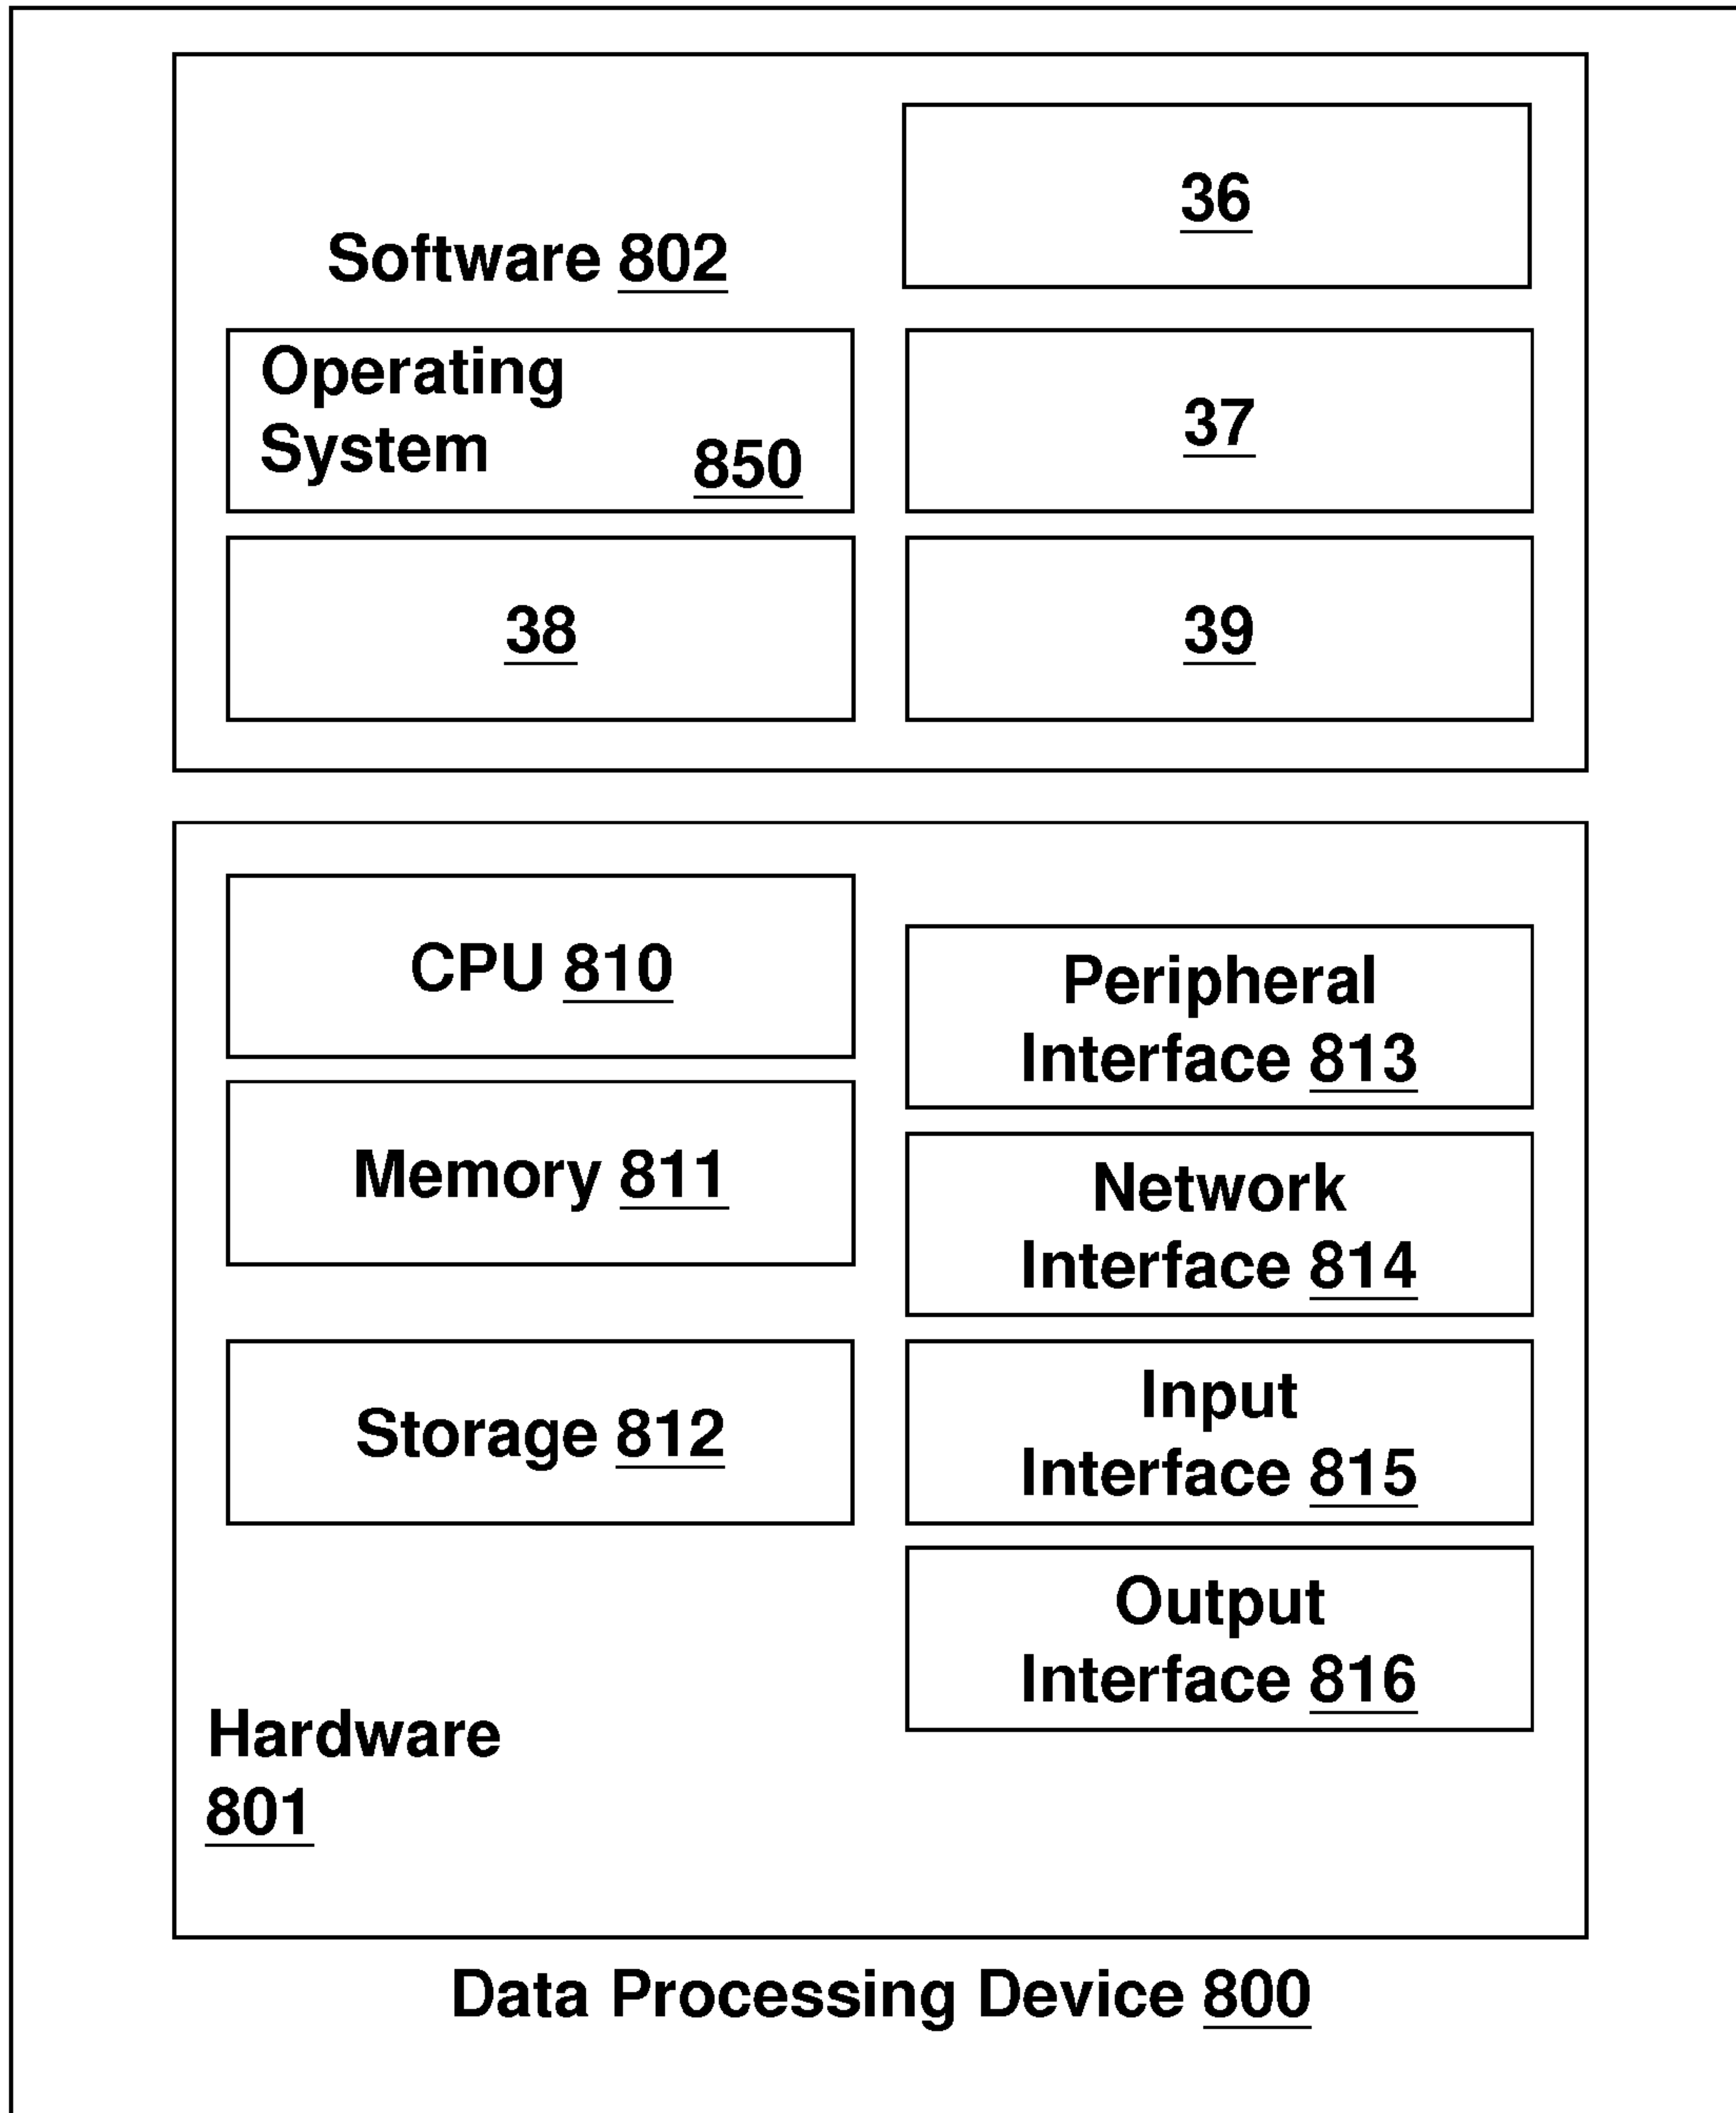 36
Software 802
Operating
System 850
37
38
39
CPU 810
Peripheral
Interface 813
Memory 811
Network
Interface 814
Storage 812
Input
Interface 815
Output
Interface 816
Hardware
801
Data Processing Device 800